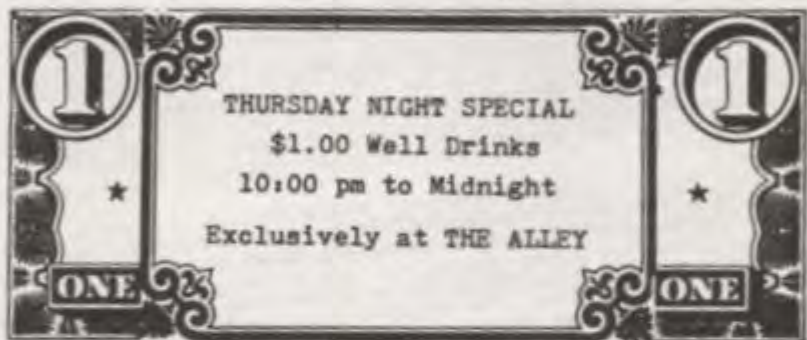 1 1
THURSDAY NIGHT SPECIAL
$1.00 Well Drinks
10:00 pm to Midnight
Exclusively at THE ALLEY
ONE ONE